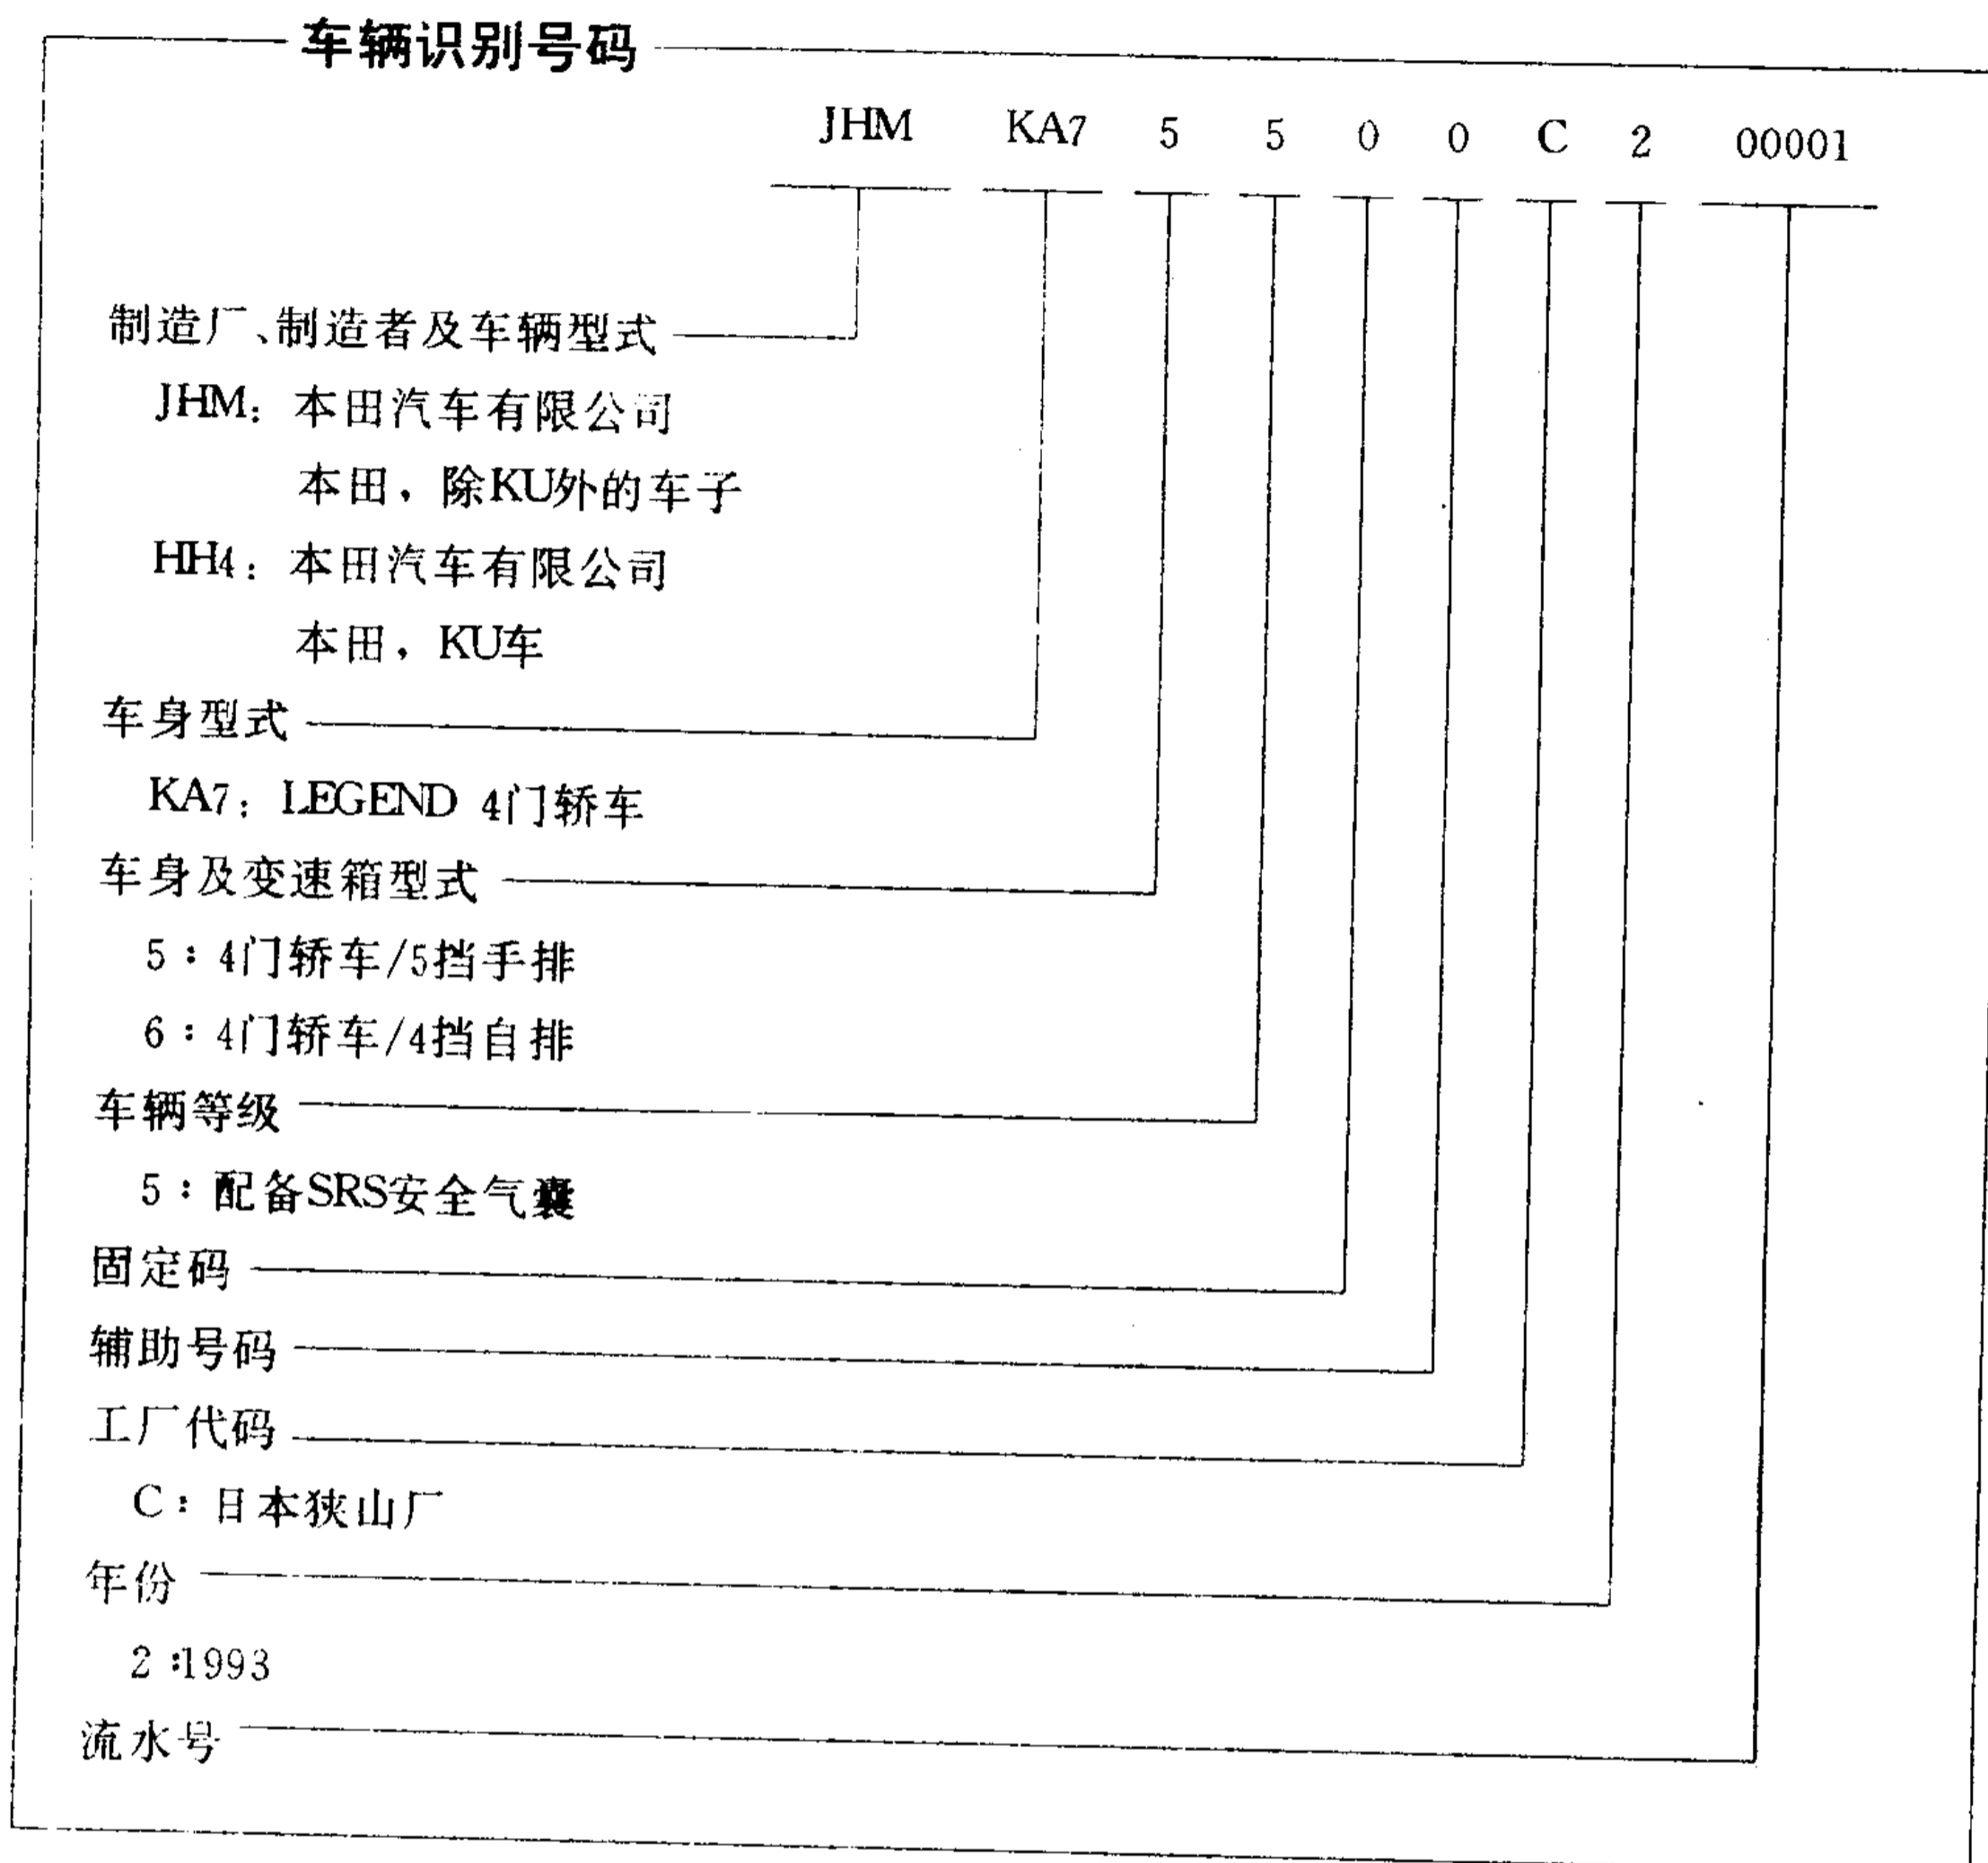 车辆识别号码
JHM KA7 5 5 0 0 C 2 00001
制造厂、制造者及车辆型式
JHM：本田汽车有限公司
本田，除KU外的车子
HH4：本田汽车有限公司
本田，KU车
车身型式
KA7：LEGEND 4门轿车
车身及变速箱型式
5：4门轿车/5挡手排
6：4门轿车/4挡自排
车辆等级
5：配备SRS安全气囊
固定码
辅助号码
工厂代码
C：日本狭山厂
年份
2：1993
流水号